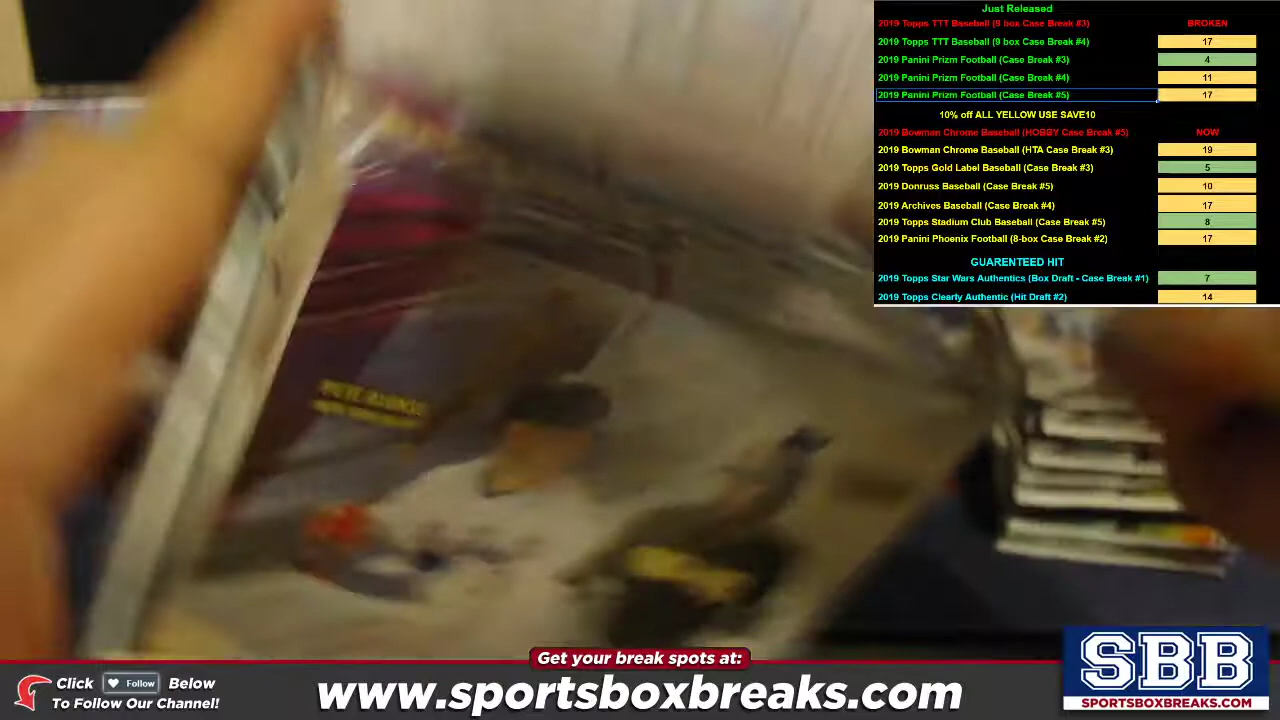 Just Released
2019 Topps TTT Baseball (9 box Case Break #3) BROKEN
2019 Topps TTT Baseball (9 box Case Break #4) 17
2019 Panini Prizm Football (Case Break #3) 4
2019 Panini Prizm Football (Case Break #4) 11
2019 Panini Prizm Football (Case Break #5) 17
10% off ALL YELLOW USE SAVE10
2019 Bowman Chrome Baseball (HOBBY Case Break #5) NOW
2019 Bowman Chrome Baseball (HTA Case Break #3) 19
2019 Topps Gold Label Baseball (Case Break #3) 5
2019 Donruss Baseball (Case Break #5) 10
2019 Archives Baseball (Case Break #4) 17
2019 Topps Stadium Club Baseball (Case Break #5) 8
2019 Panini Phoenix Football (8-box Case Break #2) 17
GUARENTEED HIT
2019 Topps Star Wars Authentics (Box Draft - Case Break #1) 7
2019 Topps Clearly Authentic (Hit Draft #2) 14
Get your break spots at:
Click Follow Below
To Follow Our Channel!
www.sportsboxbreaks.com
SBB
SPORTSBOXBREAKS.COM